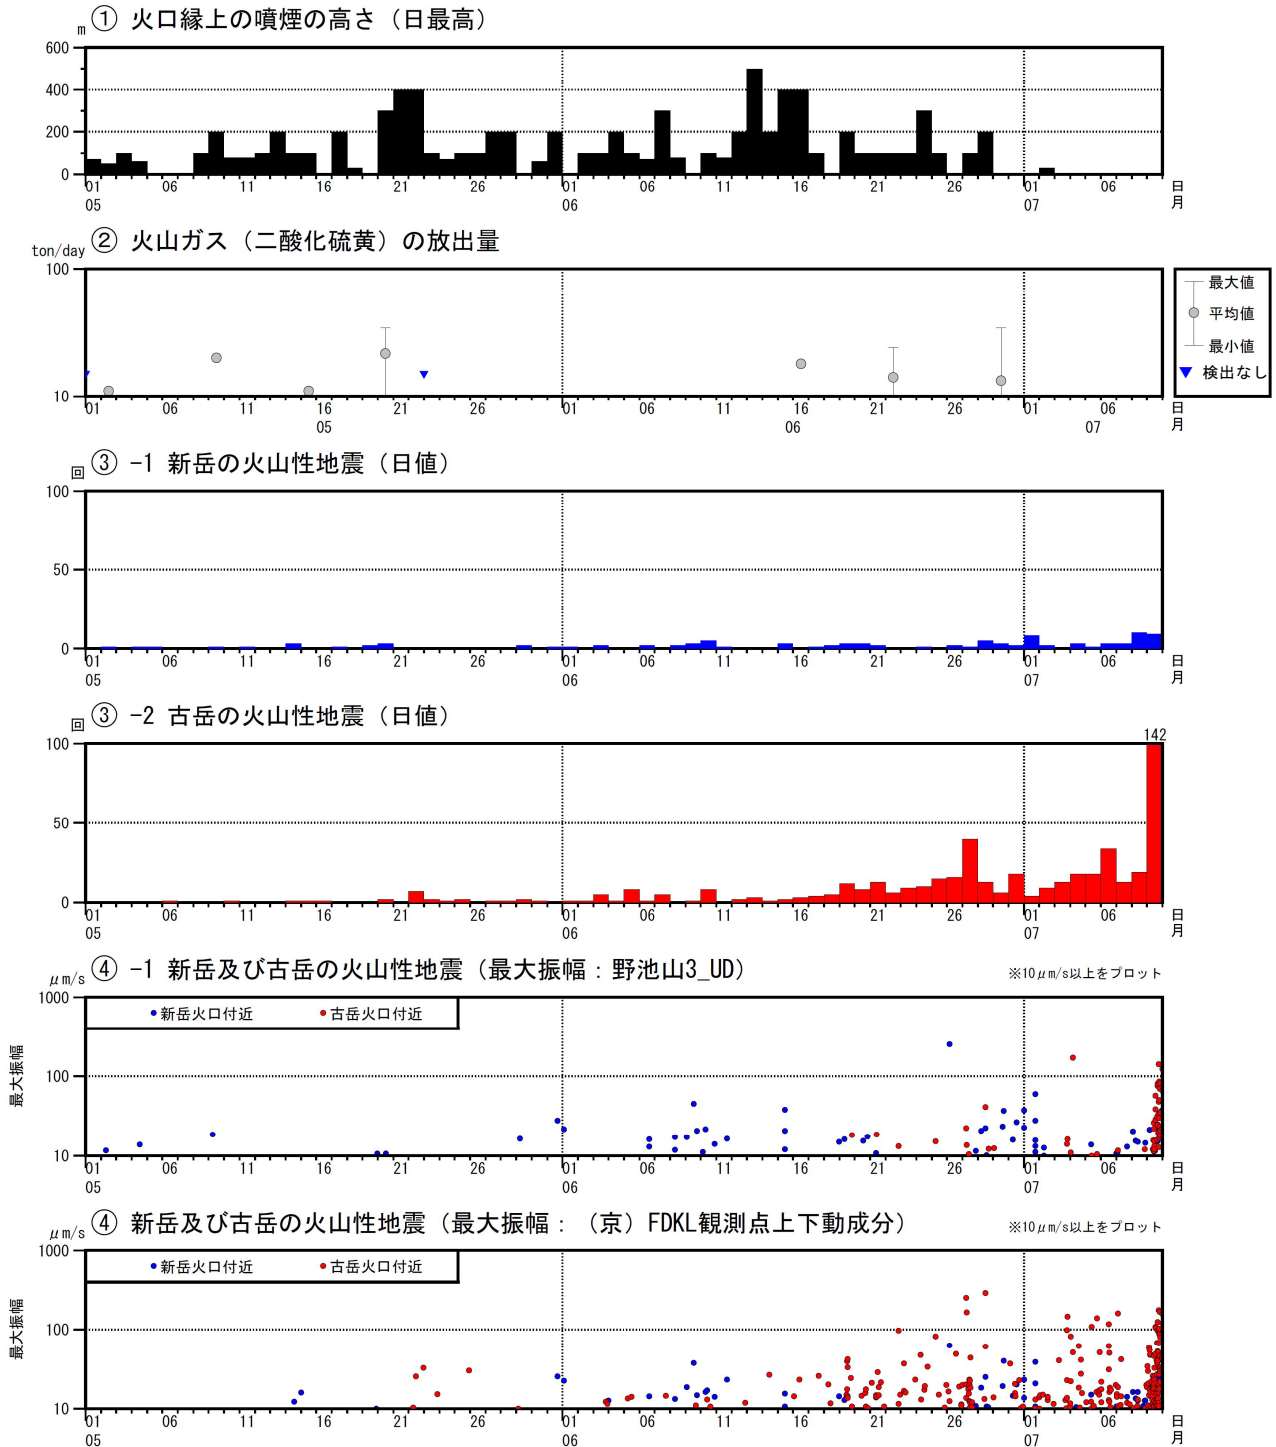 ① 火口縁上の噴煙の高さ（日最高）
m
600
400
200
0
01 06 11 16 21 26 01 06 11 16 21 26 01 06 日
05 06 07 月
② 火山ガス（二酸化硫黄）の放出量
ton/day
100
10
最大値
平均値
最小値
検出なし
01 06 11 16 21 26 01 06 11 16 21 26 01 06 日
05 06 07 月
③ -1 新岳の火山性地震（日値）
回
100
50
0
01 06 11 16 21 26 01 06 11 16 21 26 01 06 日
05 06 07 月
③ -2 古岳の火山性地震（日値）
回
142
100
50
0
01 06 11 16 21 26 01 06 11 16 21 26 01 06 日
05 06 07 月
④ -1 新岳及び古岳の火山性地震（最大振幅：野池山3_UD）
※10μm/s以上をプロット
μm/s
1000
100
10
最大振幅
新岳火口付近 古岳火口付近
01 06 11 16 21 26 01 06 11 16 21 26 01 06 日
05 06 07 月
④ 新岳及び古岳の火山性地震（最大振幅：（京）FDKL観測点上下動成分）
※10μm/s以上をプロット
μm/s
1000
100
10
最大振幅
新岳火口付近 古岳火口付近
01 06 11 16 21 26 01 06 11 16 21 26 01 06 日
05 06 07 月